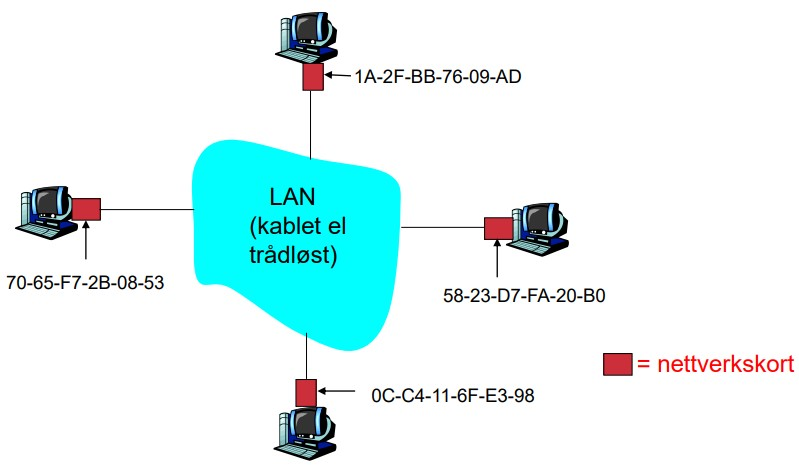 1A-2F-BB-76-09-AD
LAN
(kablet el
trådløst)
70-65-F7-2B-08-53
58-23-D7-FA-20-B0
= nettverkskort
0C-C4-11-6F-E3-98